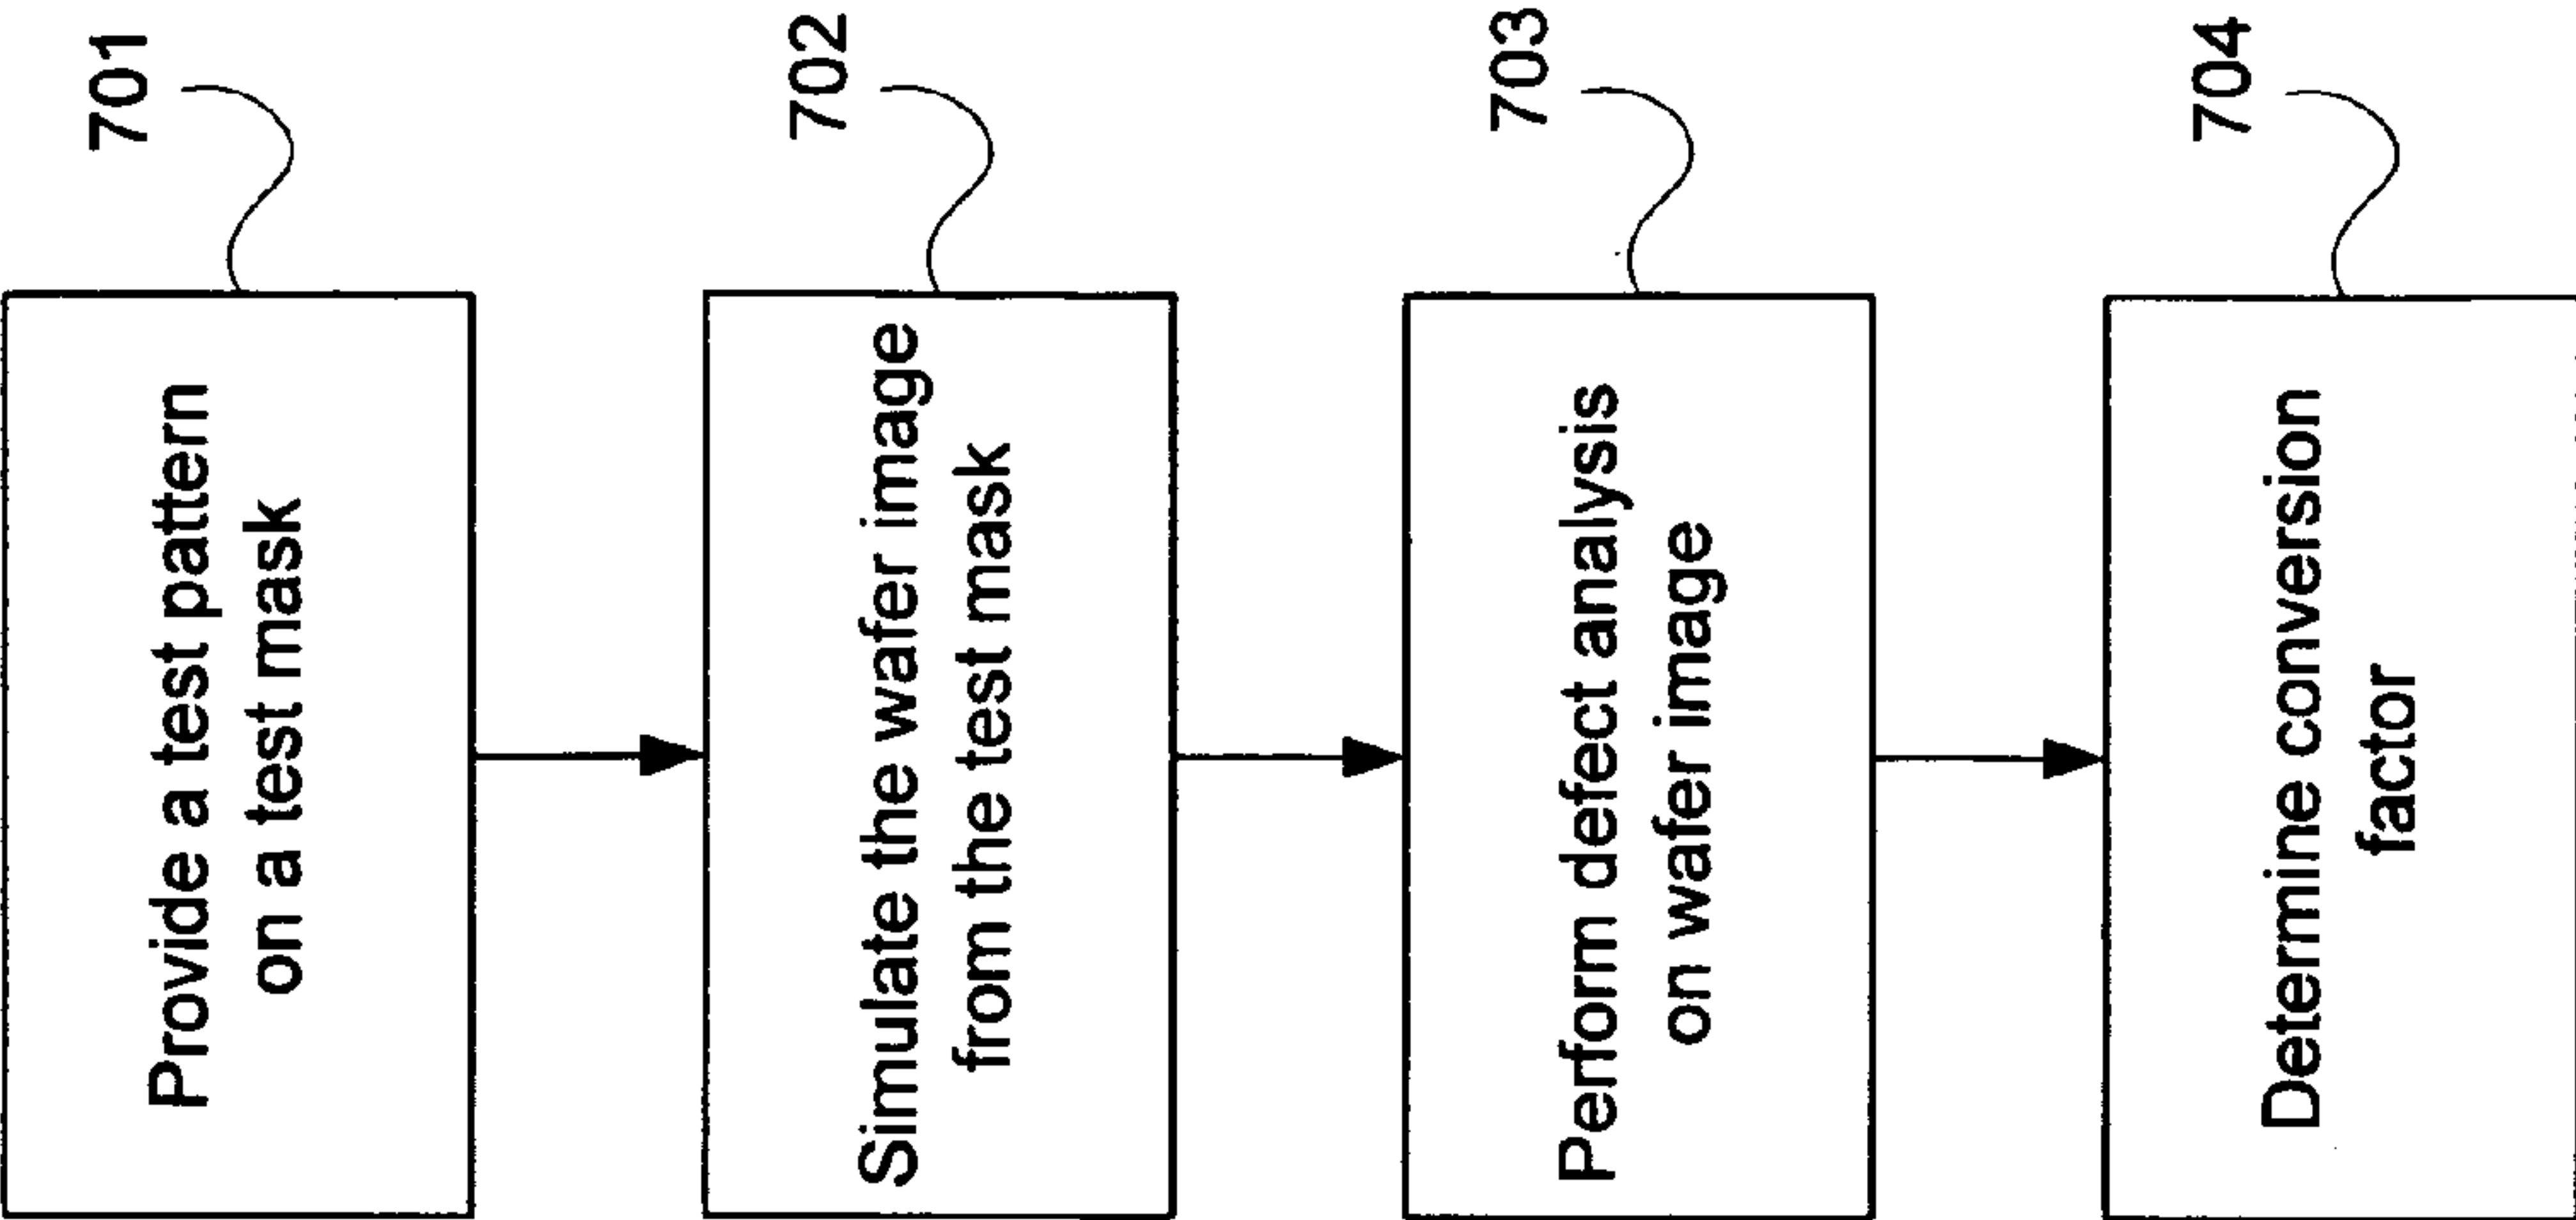 701
Provide a test pattern
on a test mask
702
Simulate the wafer image
from the test mask
703
Perform defect analysis
on wafer image
704
Determine conversion
factor